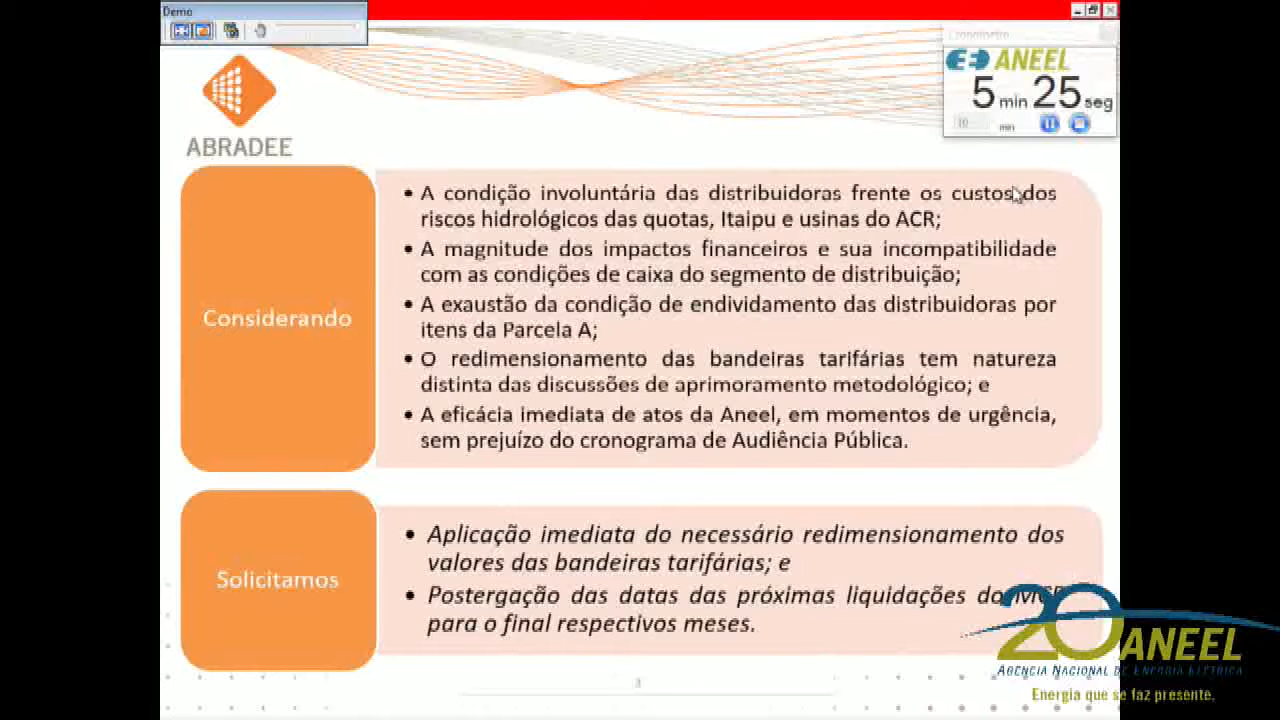 Demo
Cronômetro
ANEEL
5 min 25 seg
10 min
ABRADEE
Considerando
• A condição involuntária das distribuidoras frente os custos dos
riscos hidrológicos das quotas, Itaipu e usinas do ACR;
• A magnitude dos impactos financeiros e sua incompatibilidade
com as condições de caixa do segmento de distribuição;
• A exaustão da condição de endividamento das distribuidoras por
itens da Parcela A;
• O redimensionamento das bandeiras tarifárias tem natureza
distinta das discussões de aprimoramento metodológico; e
• A eficácia imediata de atos da Aneel, em momentos de urgência,
sem prejuízo do cronograma de Audiência Pública.
Solicitamos
• Aplicação imediata do necessário redimensionamento dos
valores das bandeiras tarifárias; e
• Postergação das datas das próximas liquidações do
para o final respectivos meses.
3
20 ANEEL
AGÊNCIA NACIONAL DE ENERGIA ELÉTRICA
Energia que se faz presente.